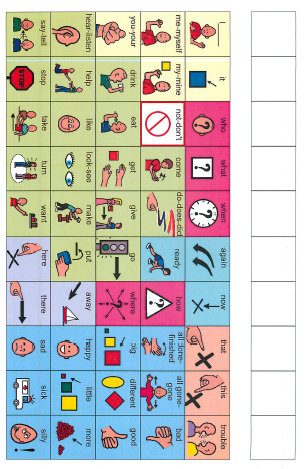 I it who what when again now that this trouble
me-myself my-mine not-don't come do-does-did ready how all done-finished all gone-gone bad
you-your drink eat get give go where big different good
hear-listen help like look-see make put away happy little more
say-tell stop STOP take turn want here there sad sick silly